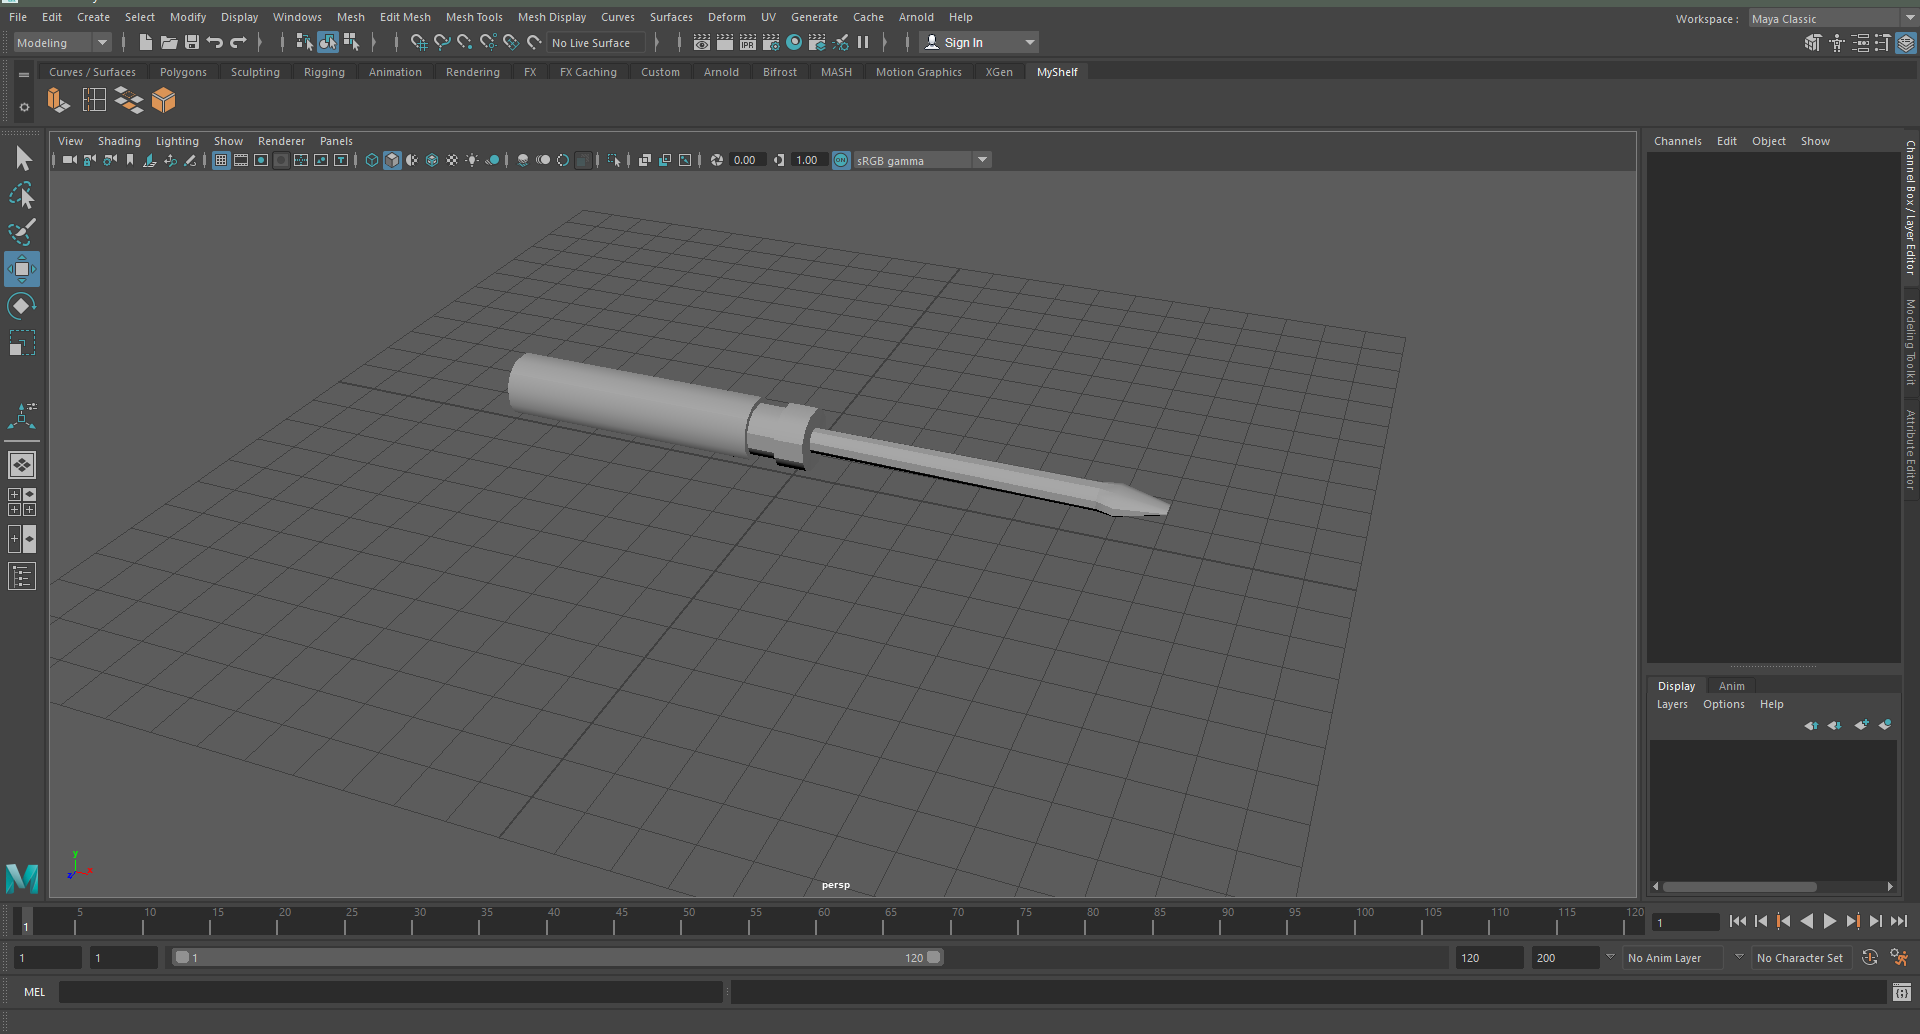 File Edit Create Select Modify Display Windows Mesh Edit Mesh Mesh Tools Mesh Display Curves Surfaces Deform UV Generate Cache Arnold Help
Workspace : Maya Classic
Modeling No Live Surface IPR Sign In
Curves / Surfaces Polygons Sculpting Rigging Animation Rendering FX FX Caching Custom Arnold Bifrost MASH Motion Graphics XGen MyShelf
View Shading Lighting Show Renderer Panels
0.00 1.00 ON sRGB gamma
Channels Edit Object Show
Channel Box / Layer Editor
Modeling Toolkit
Attribute Editor
Display Anim
Layers Options Help
y
x
z
persp
M
1 5 10 15 20 25 30 35 40 45 50 55 60 65 70 75 80 85 90 95 100 105 110 115 120 1
1 1 1 120 120 200 No Anim Layer No Character Set
MEL